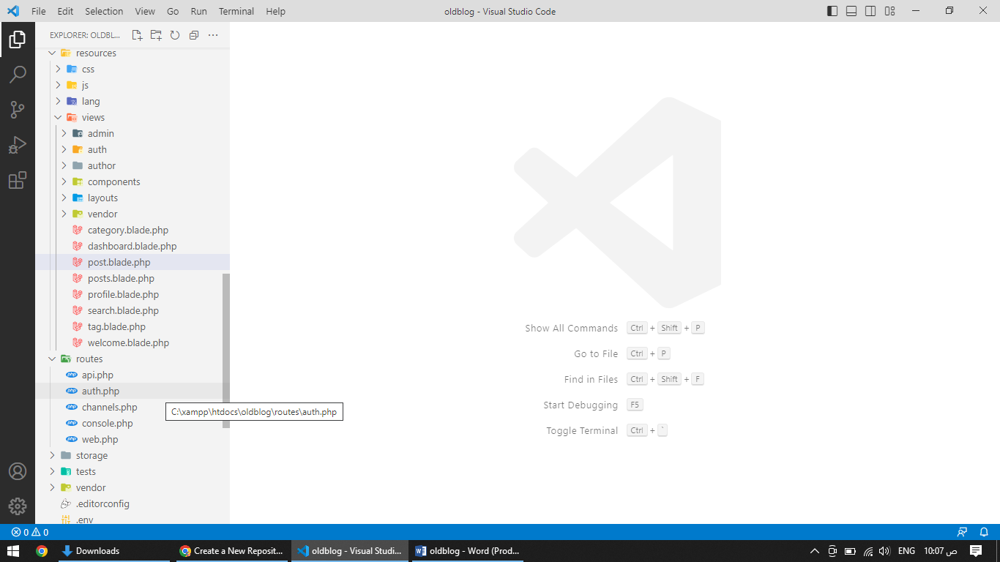 File Edit Selection View Go Run Terminal Help
oldblog - Visual Studio Code
EXPLORER: OLDBL...
resources
css
js
lang
views
admin
auth
author
components
layouts
vendor
category.blade.php
dashboard.blade.php
post.blade.php
posts.blade.php
profile.blade.php
search.blade.php
tag.blade.php
welcome.blade.php
routes
api.php
auth.php
channels.php
C:\xampp\htdocs\oldblog\routes\auth.php
console.php
web.php
storage
tests
vendor
.editorconfig
.env
Show All Commands Ctrl + Shift + P
Go to File Ctrl + P
Find in Files Ctrl + Shift + F
Start Debugging F5
Toggle Terminal Ctrl + `
0 0
Downloads
Create a New Reposit...
oldblog - Visual Studi...
oldblog - Word (Prod...
ENG
10:07 ص